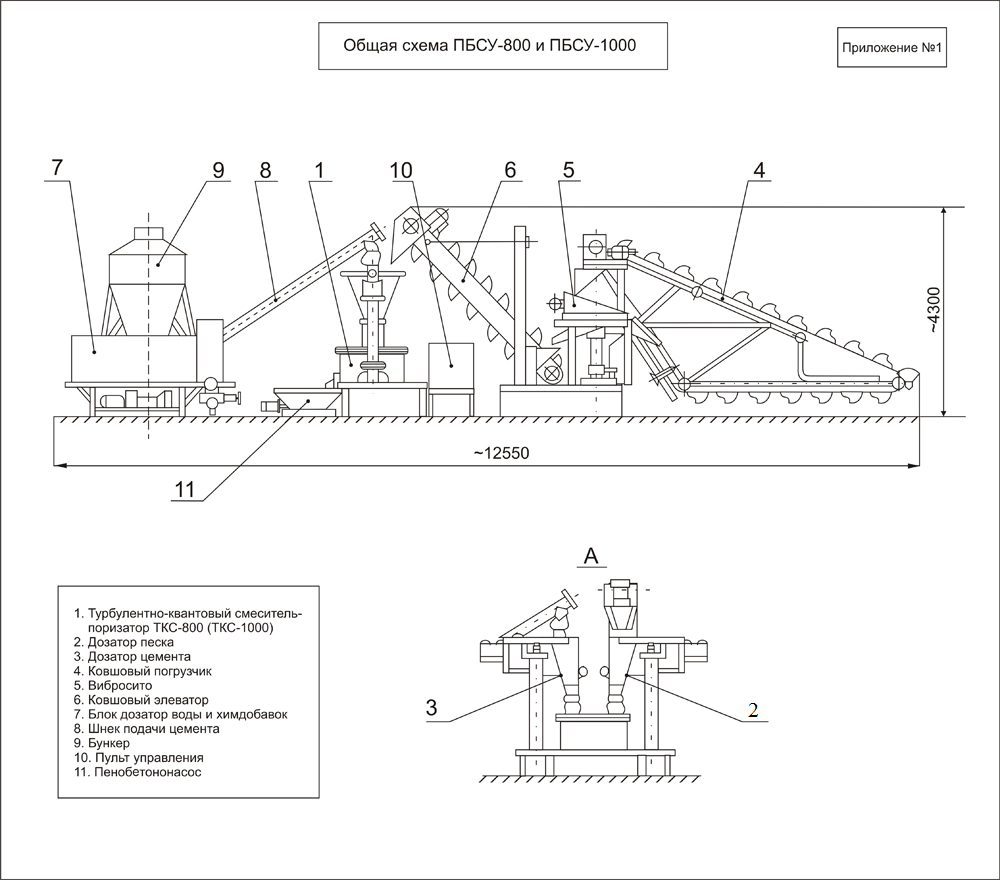 Общая схема ПБСУ-800 и ПБСУ-1000
Приложение №1
7
9
8
1
10
6
5
4
~4300
~12550
11
А
3
2
1. Турбулентно-квантовый смеситель-
поризатор ТКС-800 (ТКС-1000)
2. Дозатор песка
3. Дозатор цемента
4. Ковшовый погрузчик
5. Вибросито
6. Ковшовый элеватор
7. Блок дозатор воды и химдобавок
8. Шнек подачи цемента
9. Бункер
10. Пульт управления
11. Пенобетононасос